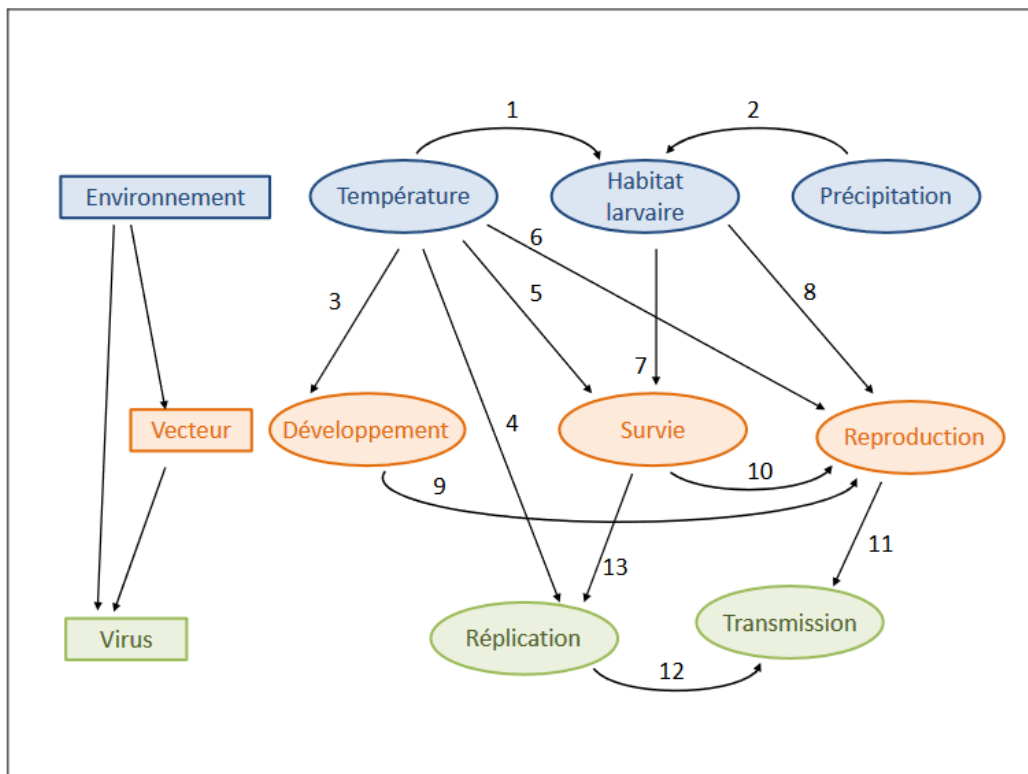 1
2
Environnement
Température
Habitat
larvaire
Précipitation
6
3
5
8
7
Vecteur
Développement
4
Survie
Reproduction
9
10
11
13
Virus
Réplication
Transmission
12